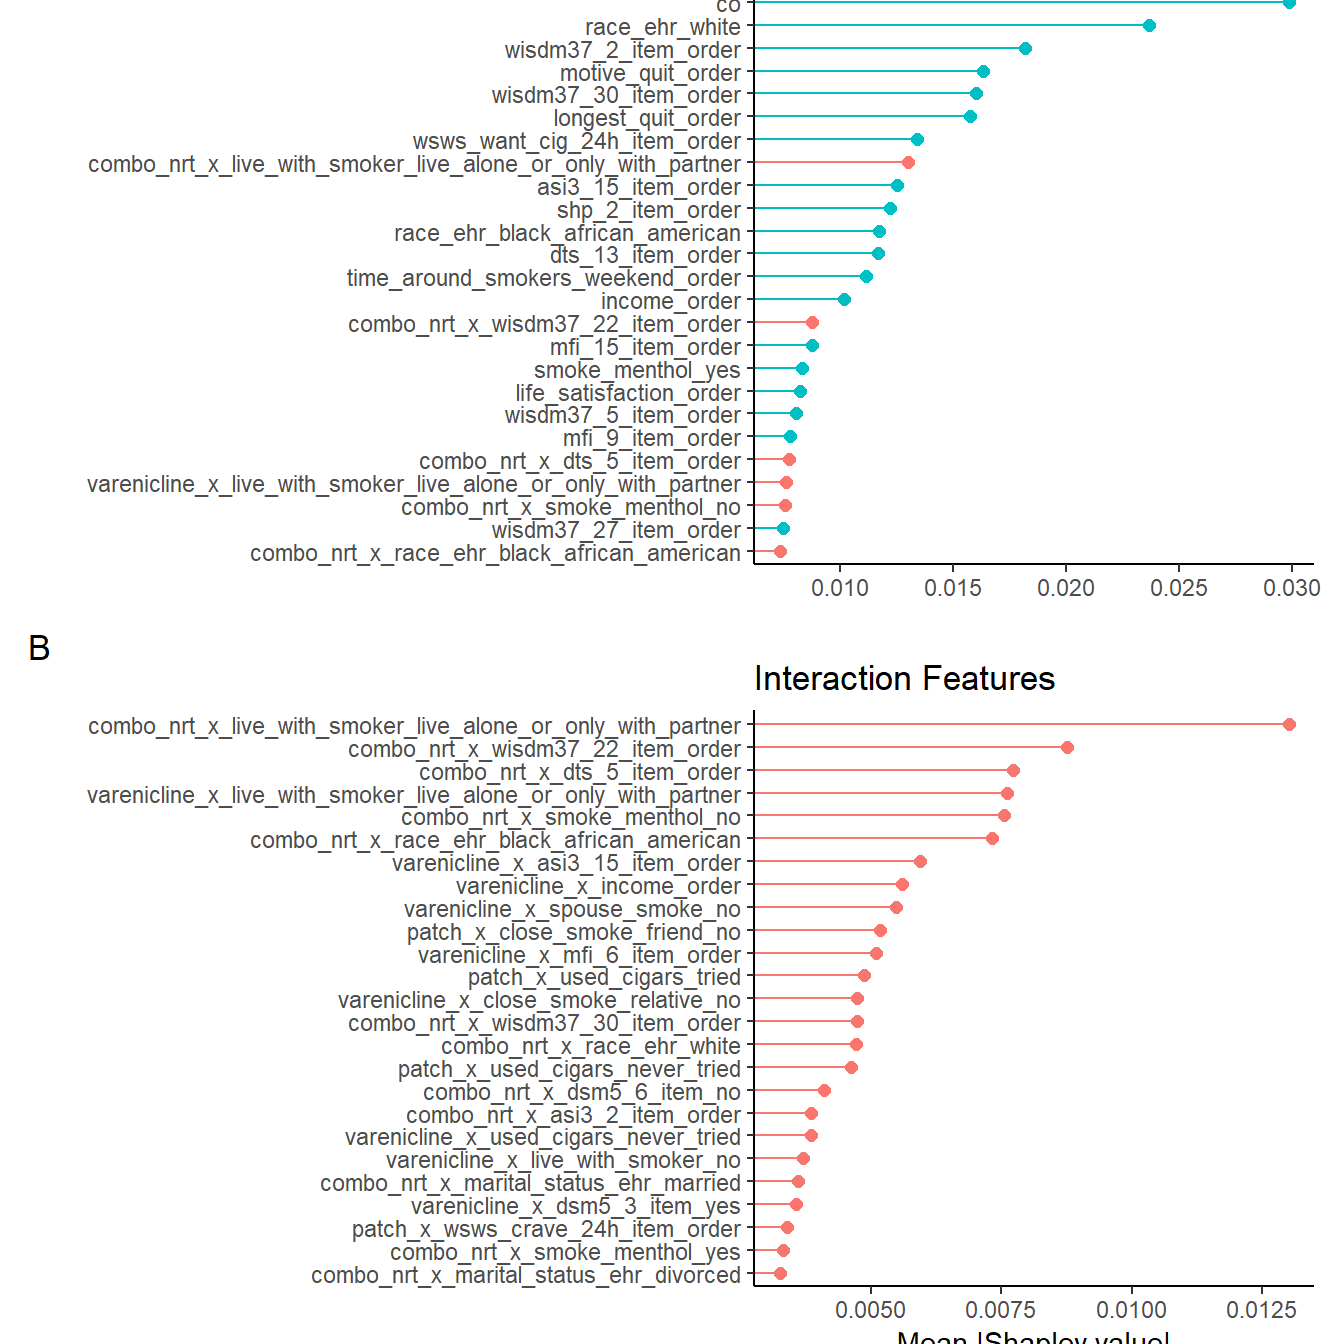 co
race_ehr_white
wisdm37_2_item_order
motive_quit_order
wisdm37_30_item_order
longest_quit_order
wsws_want_cig_24h_item_order
combo_nrt_x_live_with_smoker_live_alone_or_only_with_partner
asi3_15_item_order
shp_2_item_order
race_ehr_black_african_american
dts_13_item_order
time_around_smokers_weekend_order
income_order
combo_nrt_x_wisdm37_22_item_order
mfi_15_item_order
smoke_menthol_yes
life_satisfaction_order
wisdm37_5_item_order
mfi_9_item_order
combo_nrt_x_dts_5_item_order
varenicline_x_live_with_smoker_live_alone_or_only_with_partner
combo_nrt_x_smoke_menthol_no
wisdm37_27_item_order
combo_nrt_x_race_ehr_black_african_american
0.010 0.015 0.020 0.025 0.030
B
Interaction Features
combo_nrt_x_live_with_smoker_live_alone_or_only_with_partner
combo_nrt_x_wisdm37_22_item_order
combo_nrt_x_dts_5_item_order
varenicline_x_live_with_smoker_live_alone_or_only_with_partner
combo_nrt_x_smoke_menthol_no
combo_nrt_x_race_ehr_black_african_american
varenicline_x_asi3_15_item_order
varenicline_x_income_order
varenicline_x_spouse_smoke_no
patch_x_close_smoke_friend_no
varenicline_x_mfi_6_item_order
patch_x_used_cigars_tried
varenicline_x_close_smoke_relative_no
combo_nrt_x_wisdm37_30_item_order
combo_nrt_x_race_ehr_white
patch_x_used_cigars_never_tried
combo_nrt_x_dsm5_6_item_no
combo_nrt_x_asi3_2_item_order
varenicline_x_used_cigars_never_tried
varenicline_x_live_with_smoker_no
combo_nrt_x_marital_status_ehr_married
varenicline_x_dsm5_3_item_yes
patch_x_wsws_crave_24h_item_order
combo_nrt_x_smoke_menthol_yes
combo_nrt_x_marital_status_ehr_divorced
0.0050 0.0075 0.0100 0.0125
Mean |Shapley value|